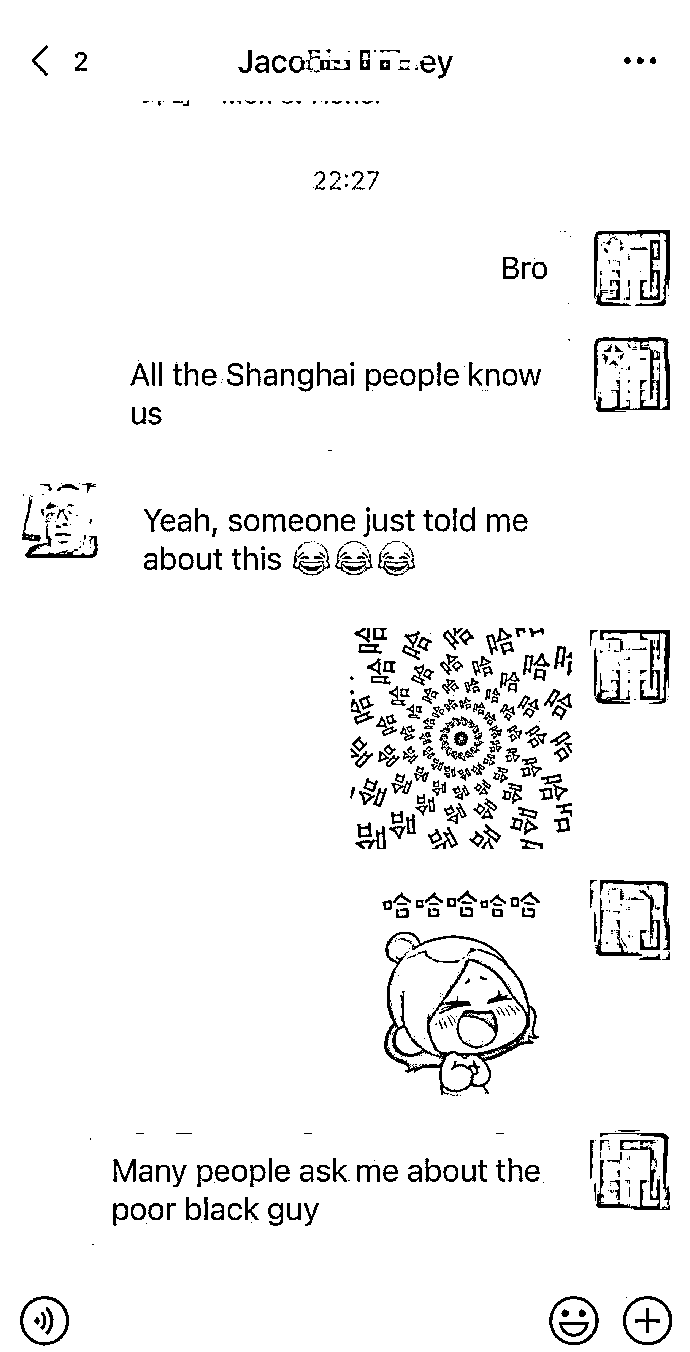 2
22:27
Bro
All the Shanghai people know
us
Yeah, someone just told me
about this 😂😂😂
哈哈哈哈哈
Many people ask me about the
poor black guy